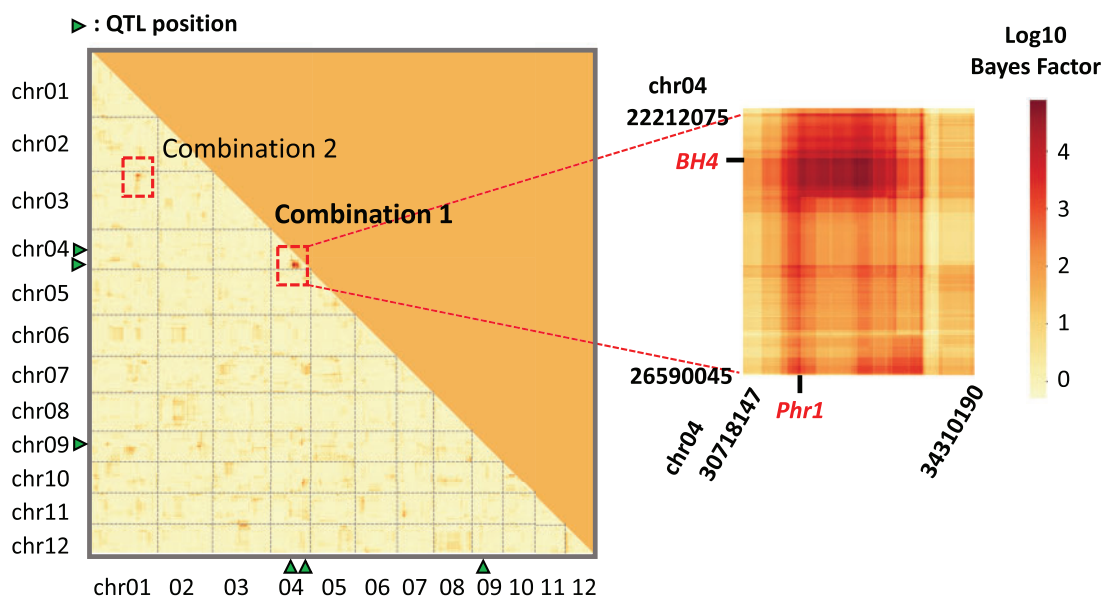 : QTL position
chr01
chr02
chr03
chr04
chr05
chr06
chr07
chr08
chr09
chr10
chr11
chr12
Combination 2
Combination 1
chr01 02 03 04 05 06 07 08 09 10 11 12
chr04
22212075
BH4
26590045
Phr1
chr04
30718147
34310190
Log10
Bayes Factor
4
3
2
1
0